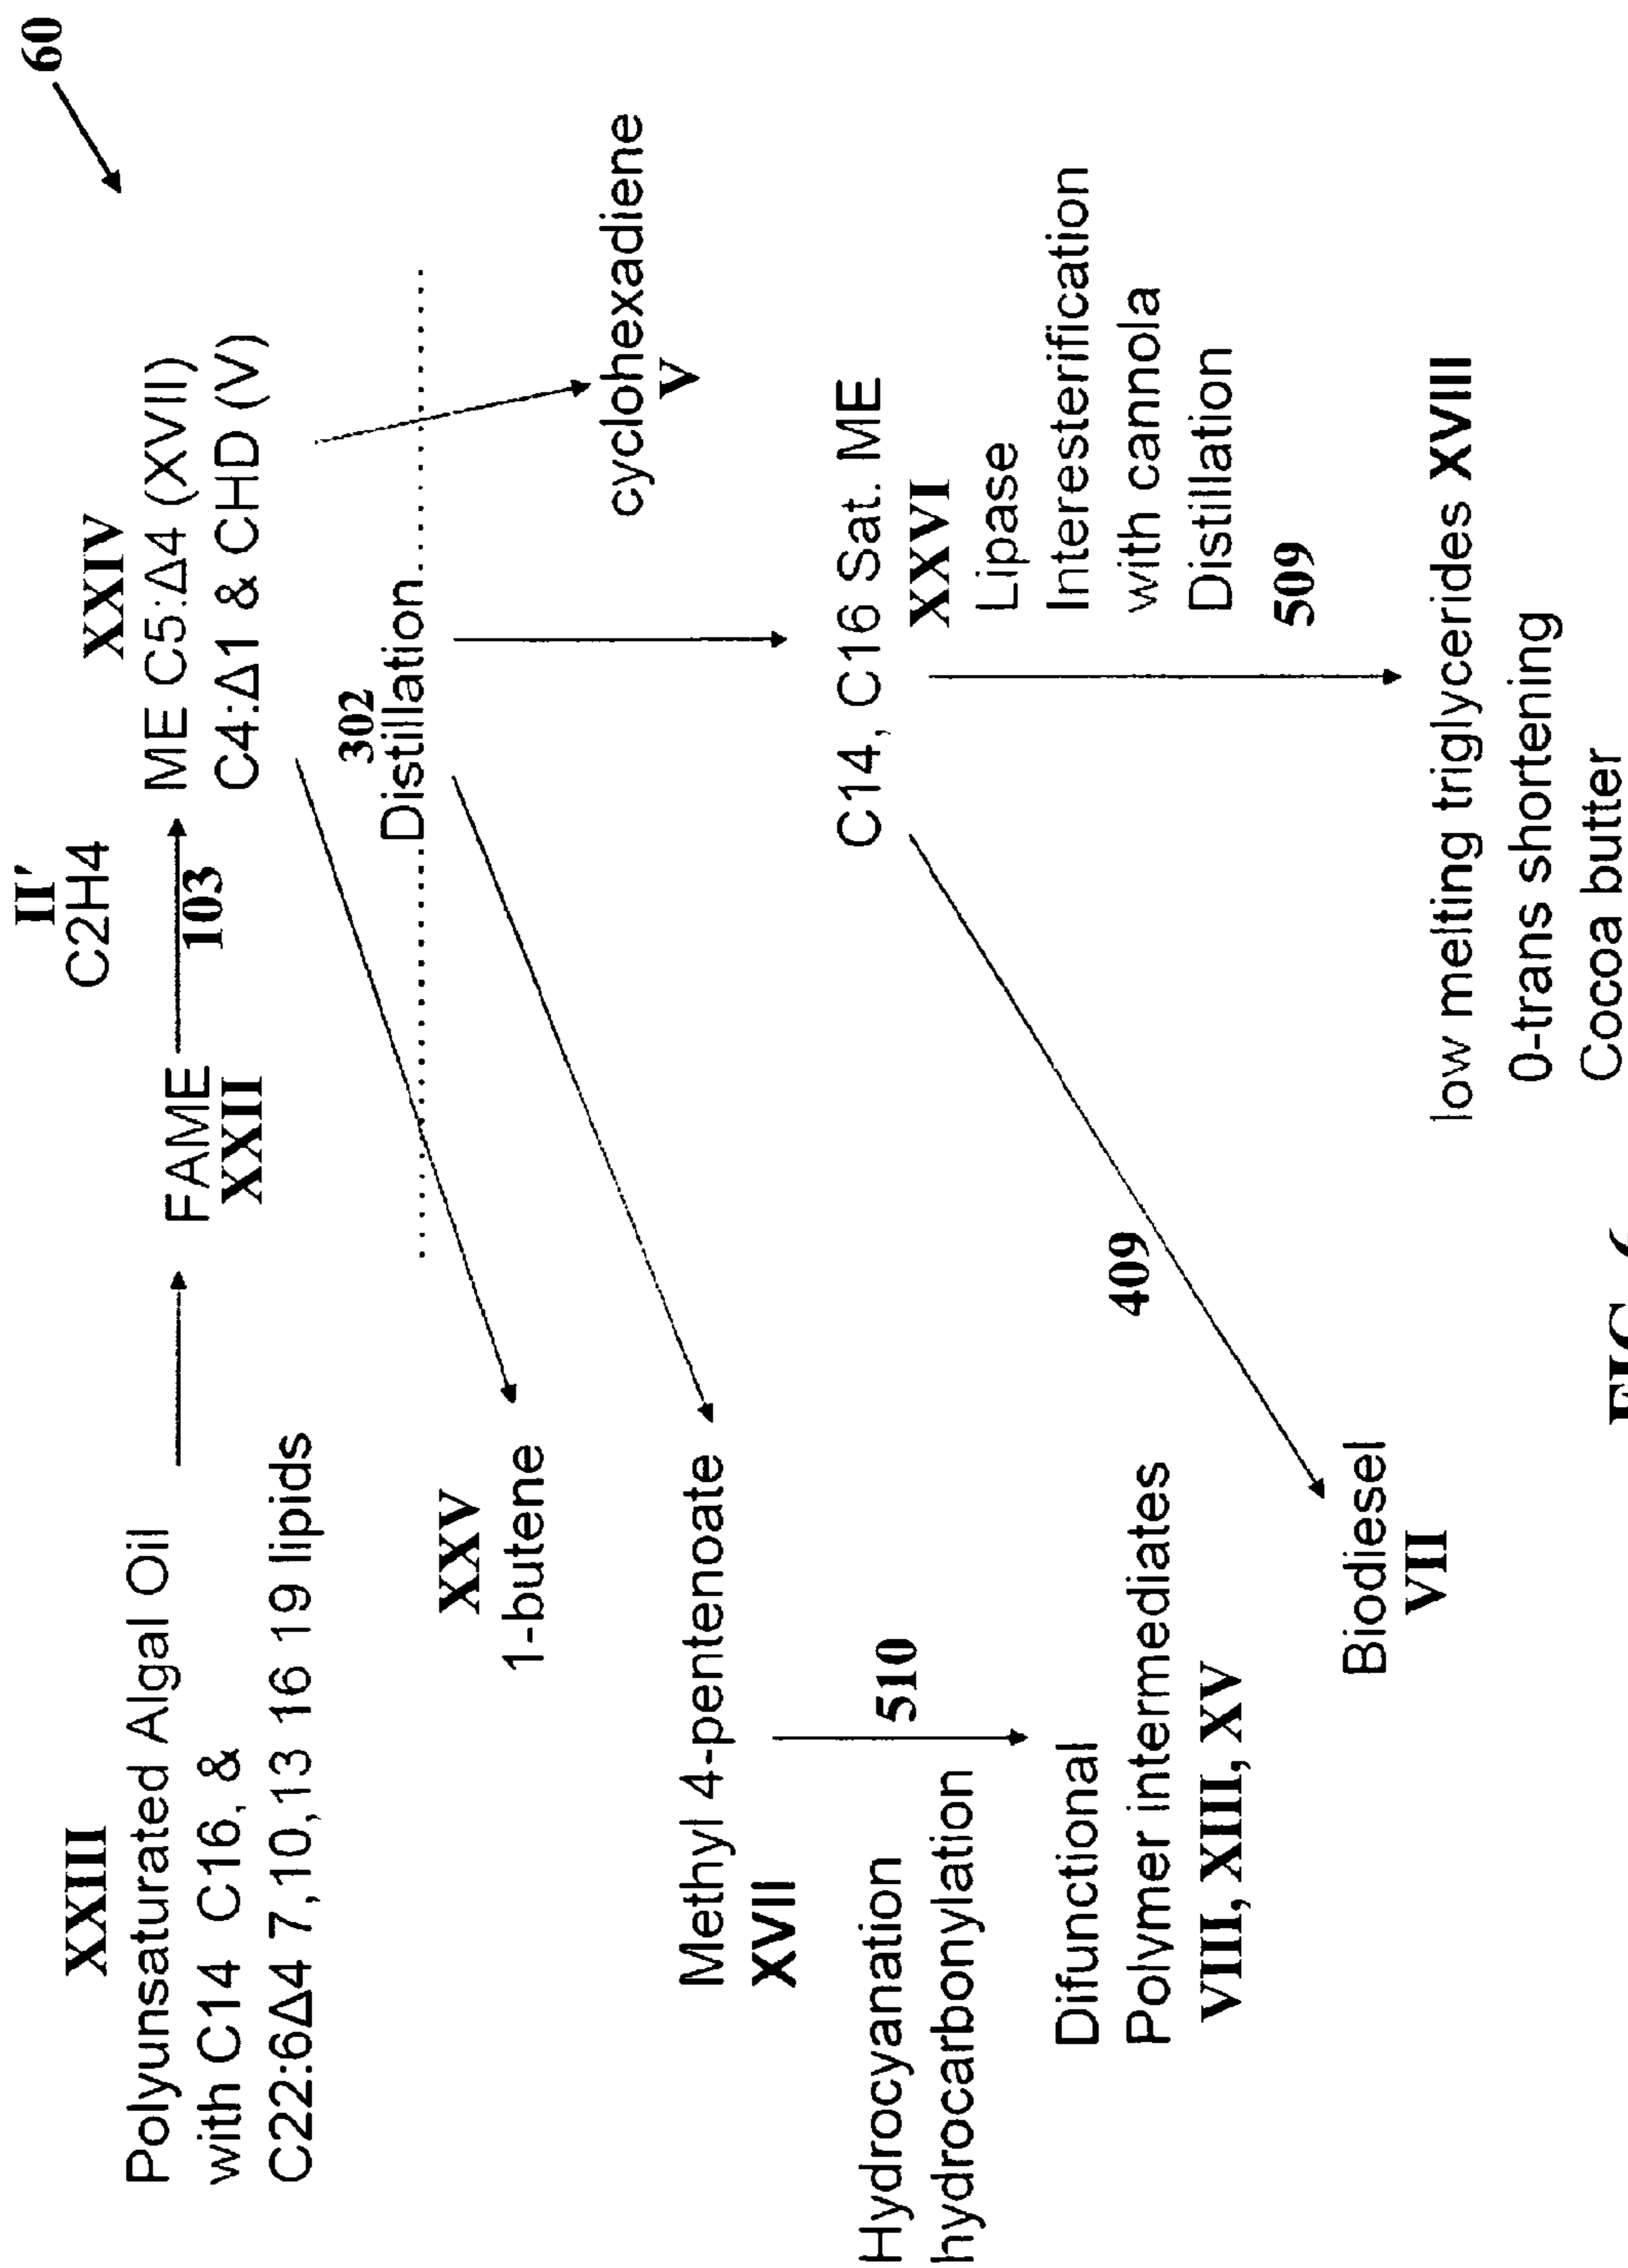 60
XXIII
Polyunsaturated Algal Oil
with C14 C16, &
C22:6Δ4 7,10,13 16 19 lipids
FAME
XXII
II′
C2H4
103
XXIV
ME C5:Δ4 (XVII)
C4:Δ1 & CHD (V)
302
Distillation
XXV
1-butene
cyclohexadiene
V
Methyl 4-pentenoate
XVII
C14, C16 Sat. ME
XXVI
Hydrocyanation
hydrocarbonylation
510
Lipase
Interesterification
with cannola
Distillation
509
Difunctional
Polymer intermediates
VIII, XIII, XV
409
Biodiesel
VII
low melting triglycerides XVIII
0-trans shortening
Cocoa butter
FIG. 6